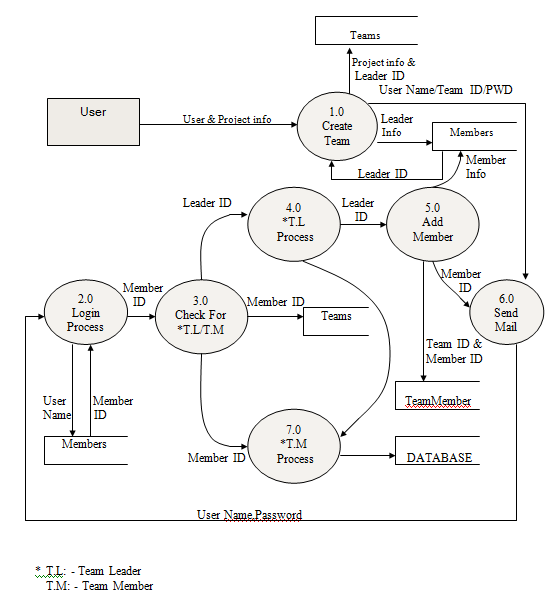 Teams
Project info &
Leader ID
User Name/Team ID/PWD
User
User & Project info
1.0
Create
Team
Leader
Info
Members
Leader ID
Member
Info
Leader ID
4.0
*T.L
Process
Leader
ID
5.0
Add
Member
Member
ID
2.0
Login
Process
Member
ID
3.0
Check For
*T.L/T.M
Member ID
Teams
6.0
Send
Mail
Team ID &
Member ID
User
Name
Member
ID
TeamMember
Members
Member ID
7.0
*T.M
Process
DATABASE
User Name,Password
* T.L: - Team Leader
T.M: - Team Member